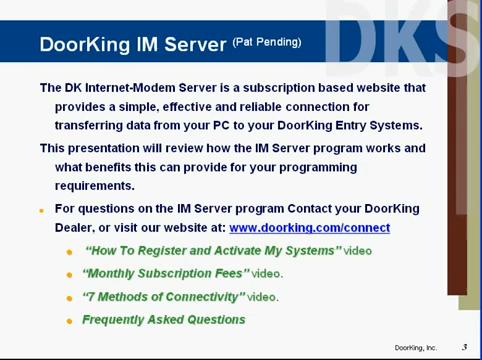 DKS
DoorKing IM Server (Pat Pending)
The DK Internet-Modem Server is a subscription based website that
provides a simple, effective and reliable connection for
transferring data from your PC to your DoorKing Entry Systems.
This presentation will review how the IM Server program works and
what benefits this can provide for your programming
requirements.
For questions on the IM Server program Contact your DoorKing
Dealer, or visit our website at: www.doorking.com/connect
“How To Register and Activate My Systems” video
“Monthly Subscription Fees” video.
“7 Methods of Connectivity” video.
Frequently Asked Questions
DoorKing, Inc. 3